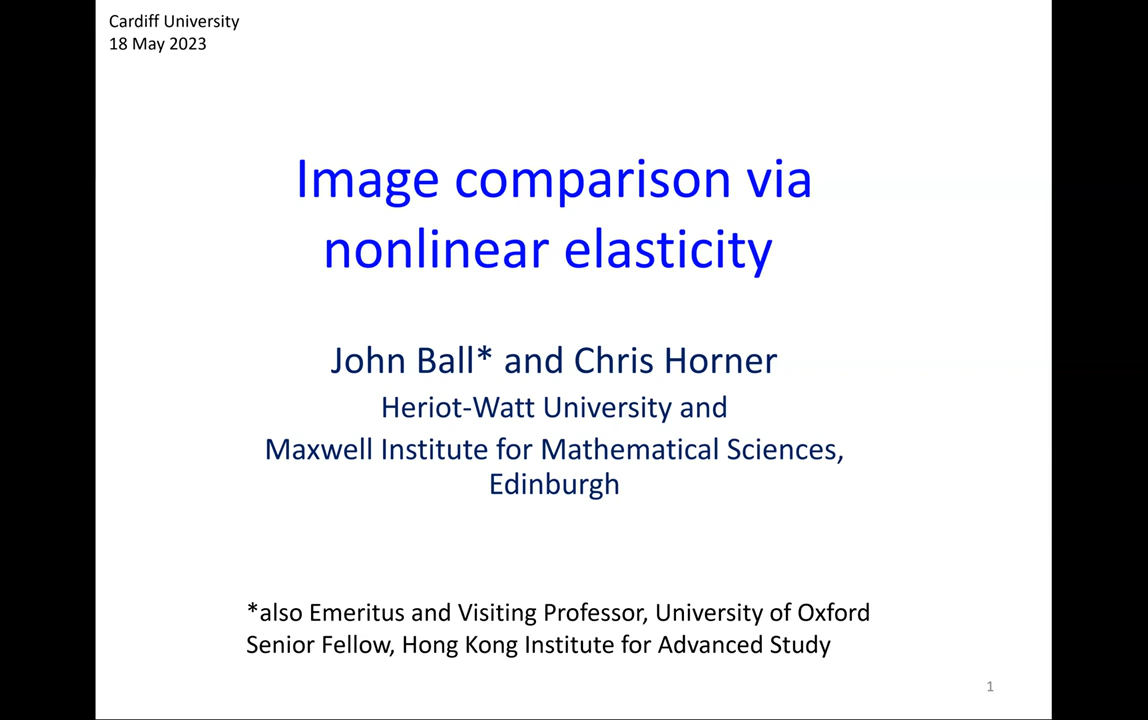 Cardiff University
18 May 2023
Image comparison via
nonlinear elasticity
John Ball* and Chris Horner
Heriot-Watt University and
Maxwell Institute for Mathematical Sciences,
Edinburgh
*also Emeritus and Visiting Professor, University of Oxford
Senior Fellow, Hong Kong Institute for Advanced Study
1